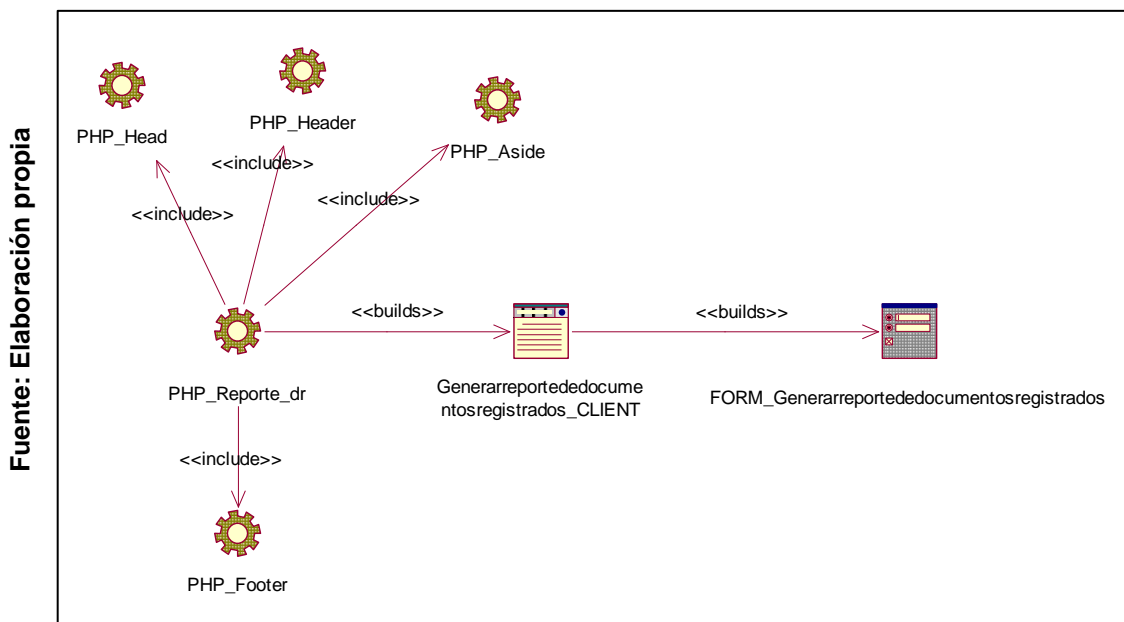 Fuente: Elaboración propia
PHP_Head
PHP_Header
PHP_Aside
<<include>>
<<include>>
<<include>>
<<builds>>
<<builds>>
PHP_Reporte_dr
Generarreportededocume
ntosregistrados_CLIENT
FORM_Generarreportededocumentosregistrados
<<include>>
PHP_Footer